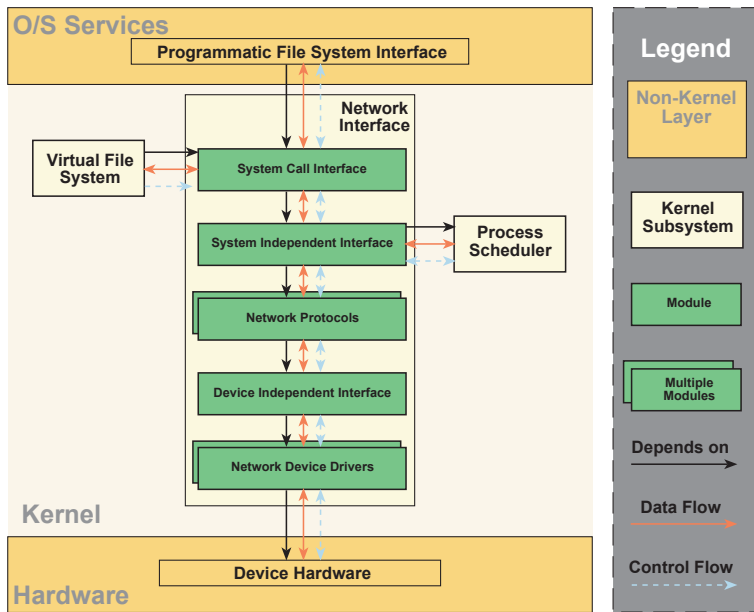 O/S Services
Programmatic File System Interface
Network
Interface
Virtual File
System
System Call Interface
System Independent Interface
Process
Scheduler
Network Protocols
Device Independent Interface
Network Device Drivers
Kernel
Device Hardware
Hardware
Legend
Non-Kernel
Layer
Kernel
Subsystem
Module
Multiple
Modules
Depends on
Data Flow
Control Flow